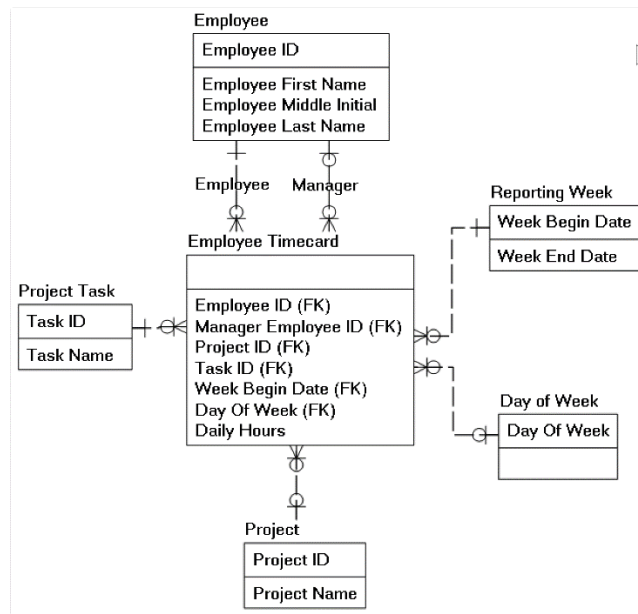 Employee
Employee ID
Employee First Name
Employee Middle Initial
Employee Last Name
Employee
Manager
Reporting Week
Week Begin Date
Week End Date
Employee Timecard
Employee ID (FK)
Manager Employee ID (FK)
Project ID (FK)
Task ID (FK)
Week Begin Date (FK)
Day Of Week (FK)
Daily Hours
Project Task
Task ID
Task Name
Day of Week
Day Of Week
Project
Project ID
Project Name